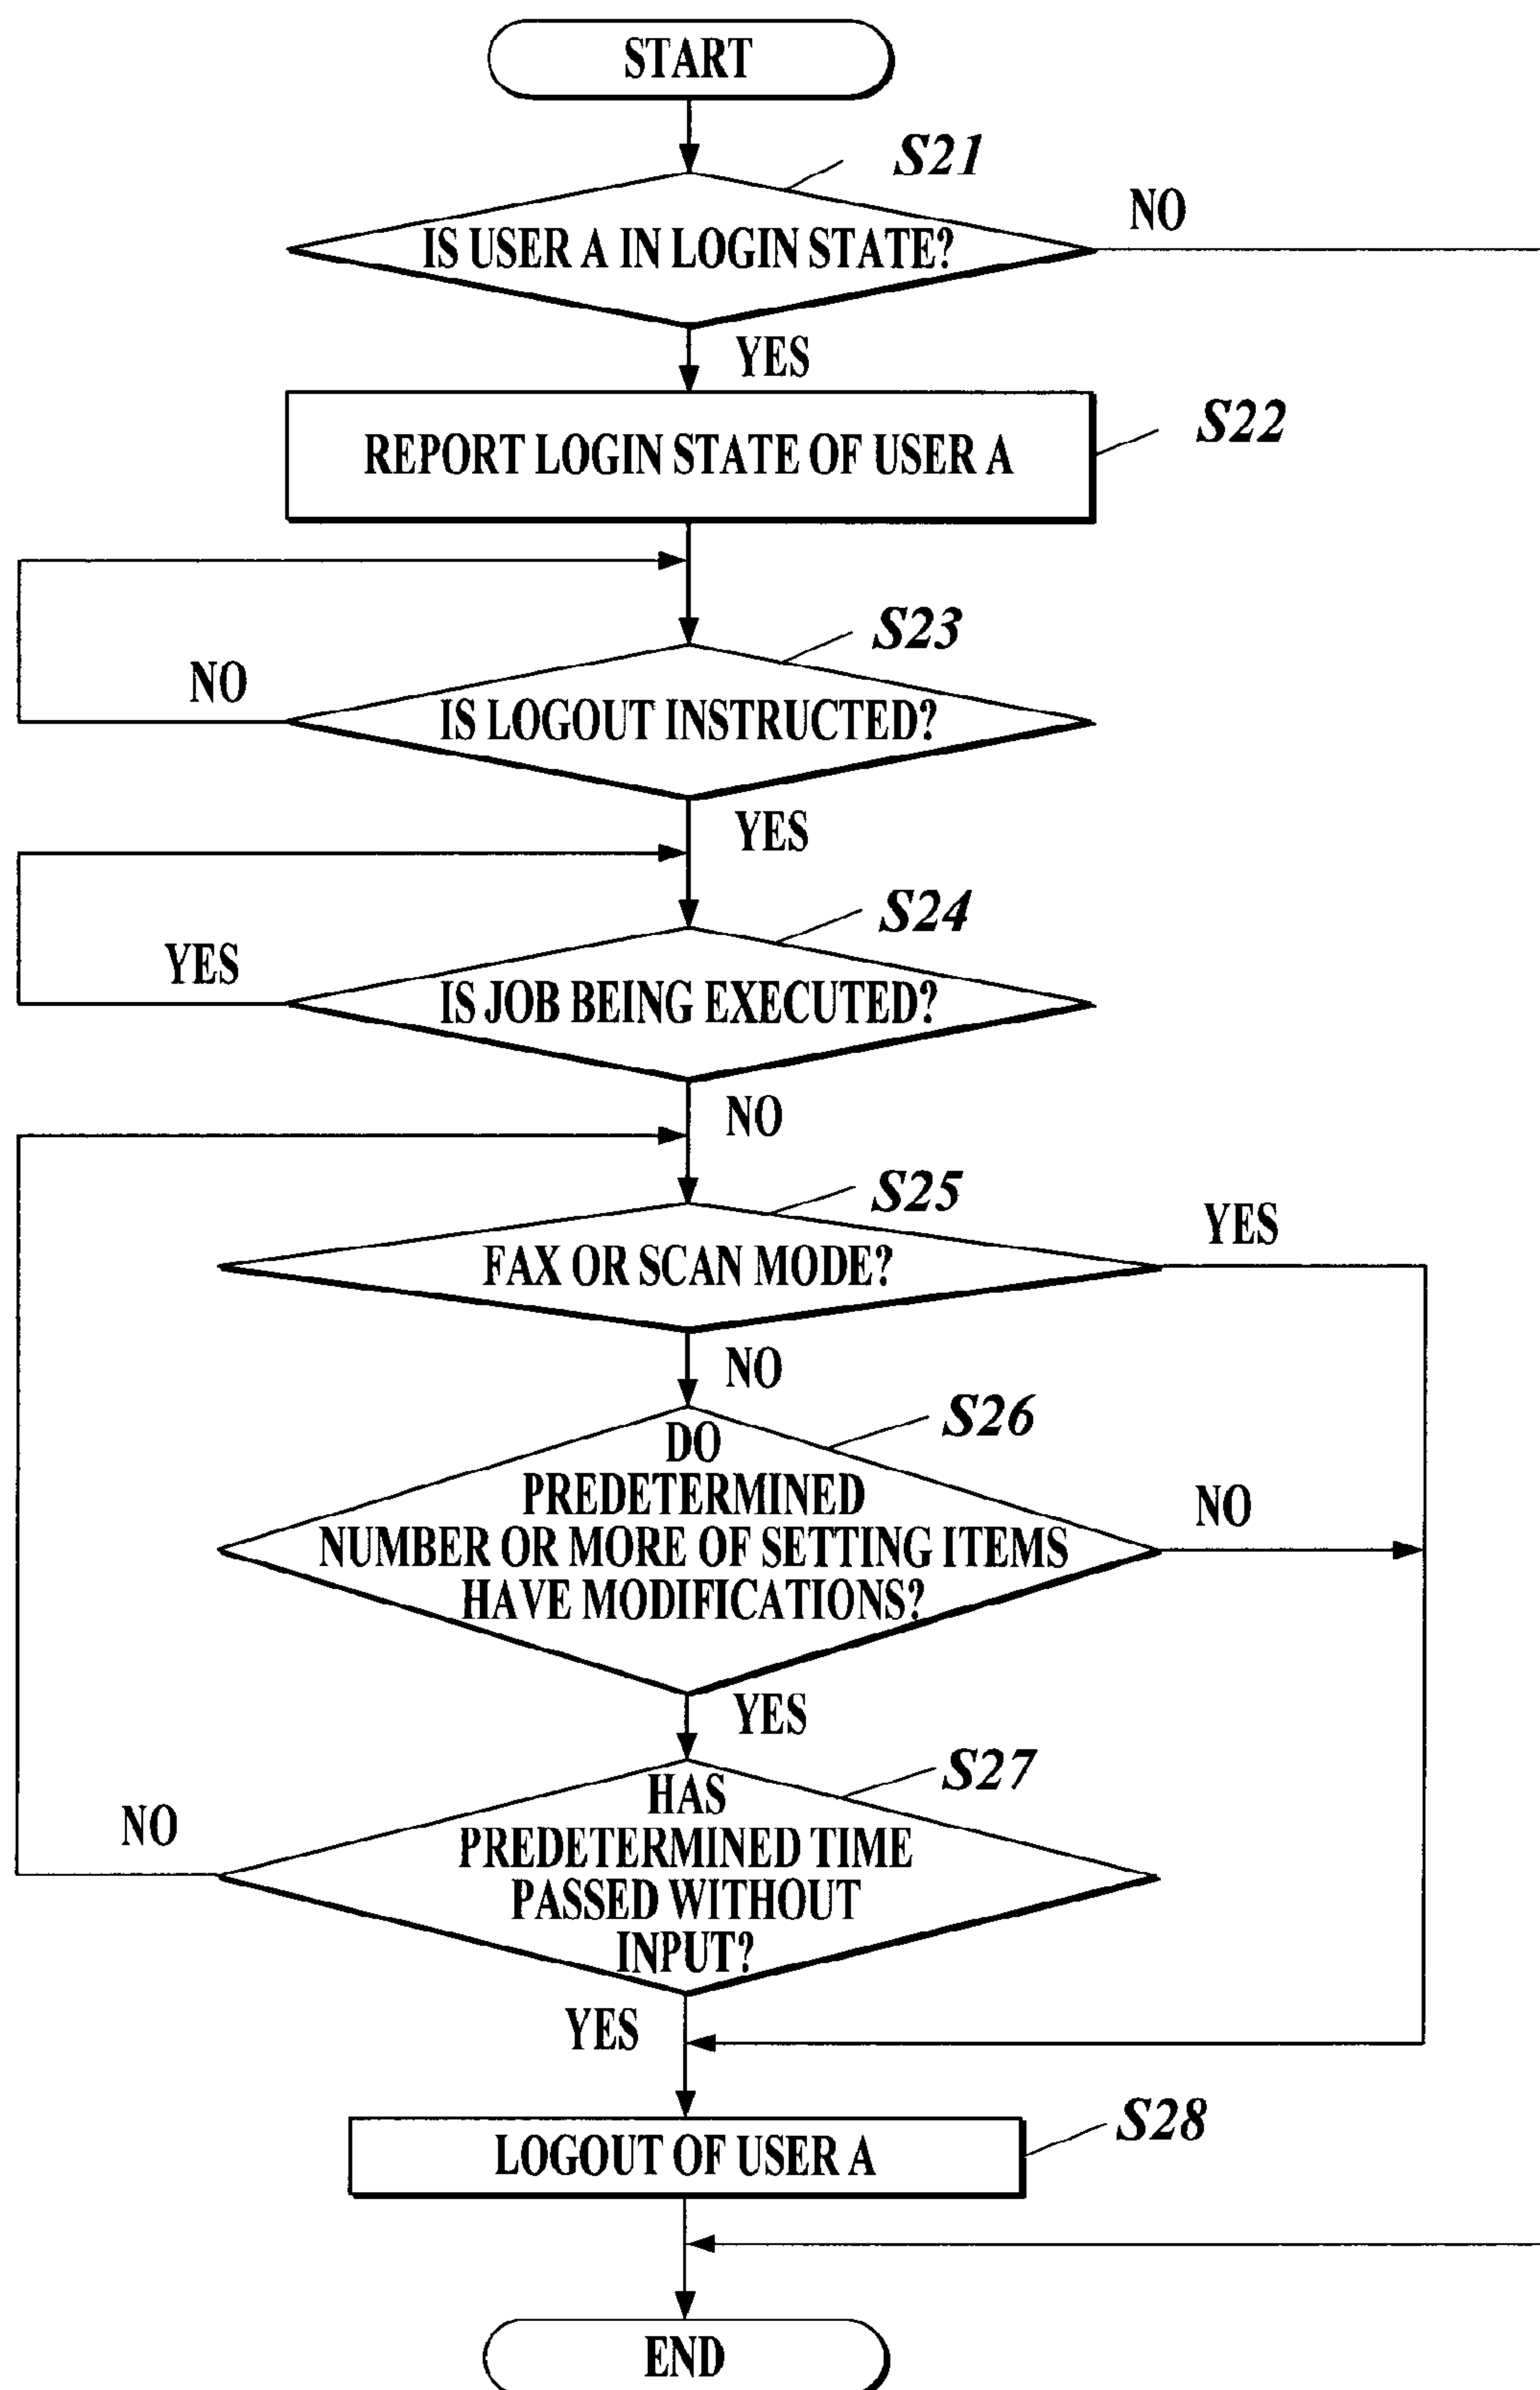 START
S21
NO
IS USER A IN LOGIN STATE?
YES
S22
REPORT LOGIN STATE OF USER A
S23
NO
IS LOGOUT INSTRUCTED?
YES
S24
YES
IS JOB BEING EXECUTED?
NO
S25
YES
FAX OR SCAN MODE?
NO
S26
DO
PREDETERMINED
NO
NUMBER OR MORE OF SETTING ITEMS
HAVE MODIFICATIONS?
YES
S27
HAS
NO
PREDETERMINED TIME
PASSED WITHOUT
INPUT?
YES
S28
LOGOUT OF USER A
END